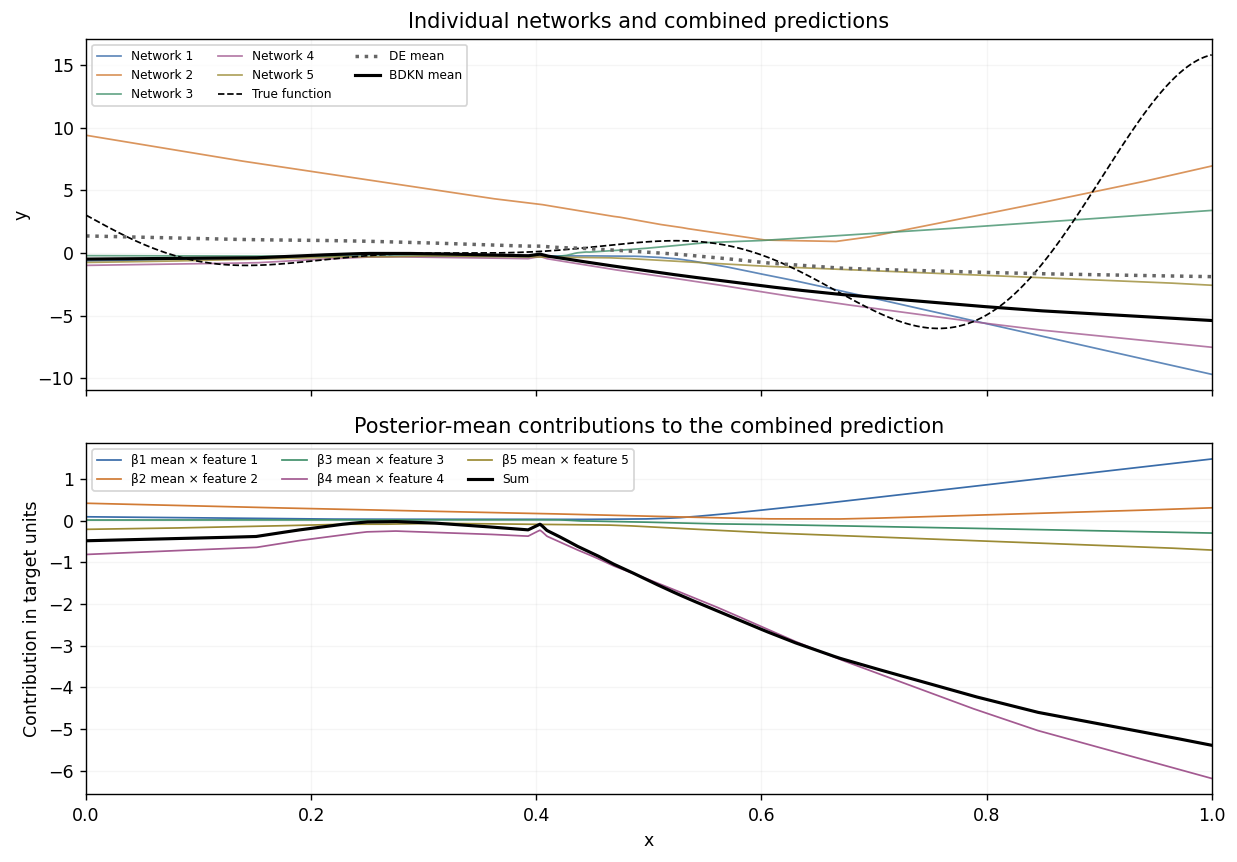 Individual networks and combined predictions
Network 1
Network 2
Network 3
Network 4
Network 5
True function
DE mean
BDKN mean
15
10
5
0
−5
−10
y
Posterior-mean contributions to the combined prediction
β1 mean × feature 1
β2 mean × feature 2
β3 mean × feature 3
β4 mean × feature 4
β5 mean × feature 5
Sum
1
0
−1
−2
−3
−4
−5
−6
Contribution in target units
0.0
0.2
0.4
0.6
0.8
1.0
x